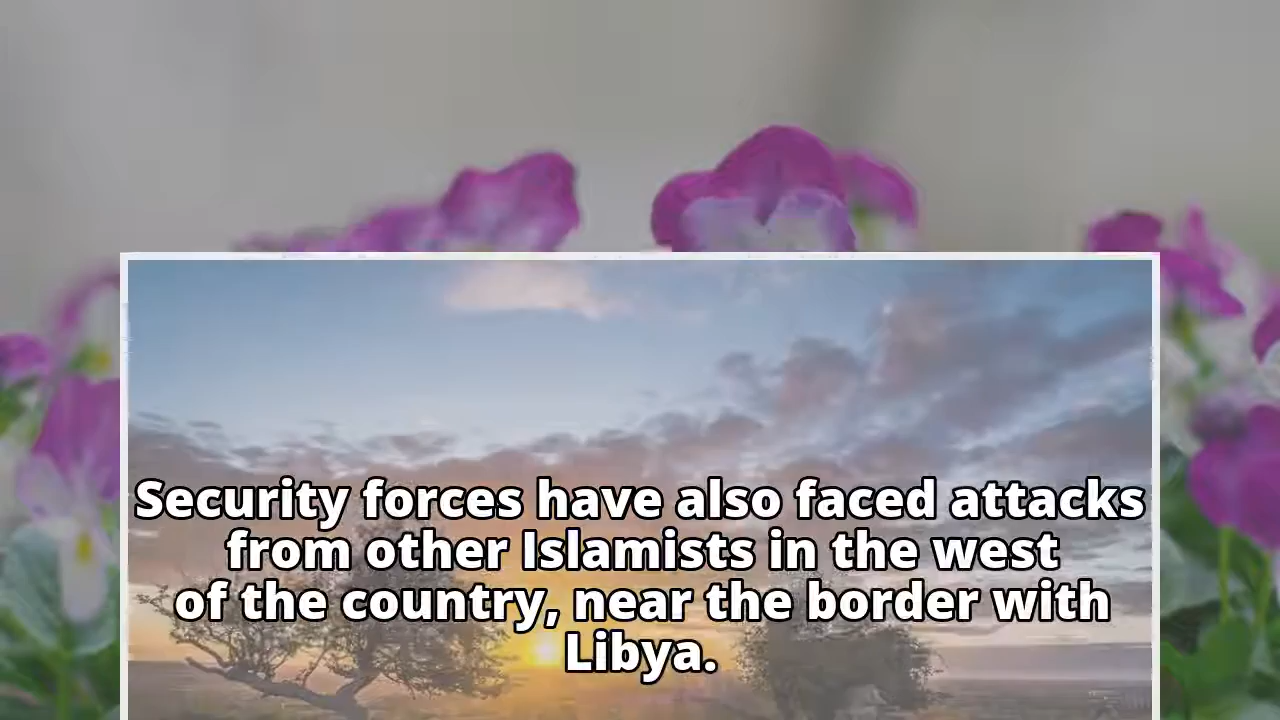 Security forces have also faced attacks
from other Islamists in the west
of the country, near the border with
Libya.